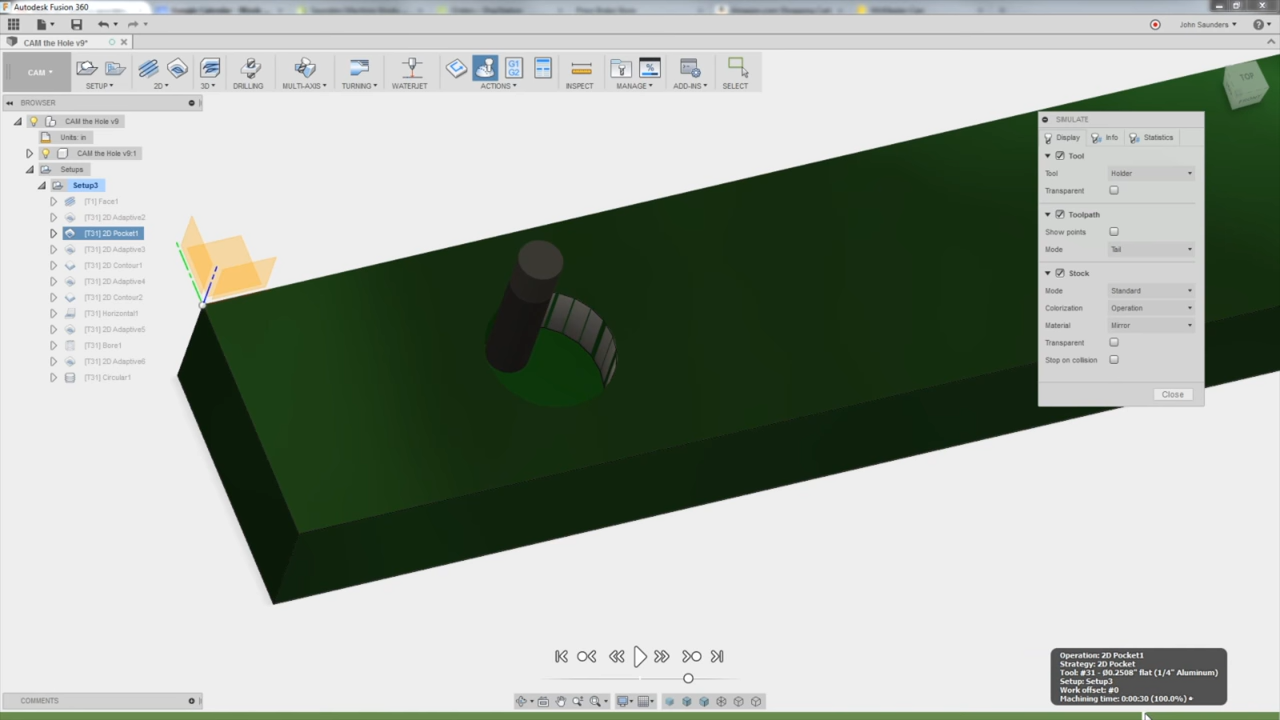 Autodesk Fusion 360
John Saunders
CAM the Hole v9*
CAM
SETUP
2D
3D
DRILLING
MULTI-AXIS
TURNING
WATERJET
G1
G2
ACTIONS
INSPECT
MANAGE
ADD-INS
SELECT
BROWSER
CAM the Hole v9
Units: in
CAM the Hole v9:1
Setups
Setup3
[T1] Face1
[T31] 2D Adaptive2
[T31] 2D Pocket1
[T31] 2D Adaptive3
[T31] 2D Contour1
[T31] 2D Adaptive4
[T31] 2D Contour2
[T31] Horizontal1
[T31] 2D Adaptive5
[T31] Bore1
[T31] 2D Adaptive6
[T31] Circular1
TOP
SIMULATE
Display Info Statistics
Tool
Tool Holder
Transparent
Toolpath
Show points
Mode Tail
Stock
Mode Standard
Colorization Operation
Material Mirror
Transparent
Stop on collision
Close
Operation: 2D Pocket1
Strategy: 2D Pocket
Tool: #31 - Ø0.2508" flat (1/4" Aluminum)
Setup: Setup3
Work offset: #0
Machining time: 0:00:30 (100.0%)
COMMENTS